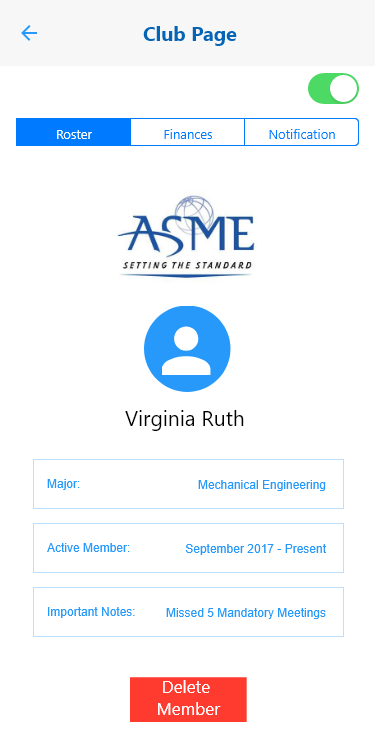 Club Page
Roster
Finances
Notification
ASME
SETTING THE STANDARD
Virginia Ruth
Major:
Mechanical Engineering
Active Member:
September 2017 - Present
Important Notes:
Missed 5 Mandatory Meetings
Delete
Member